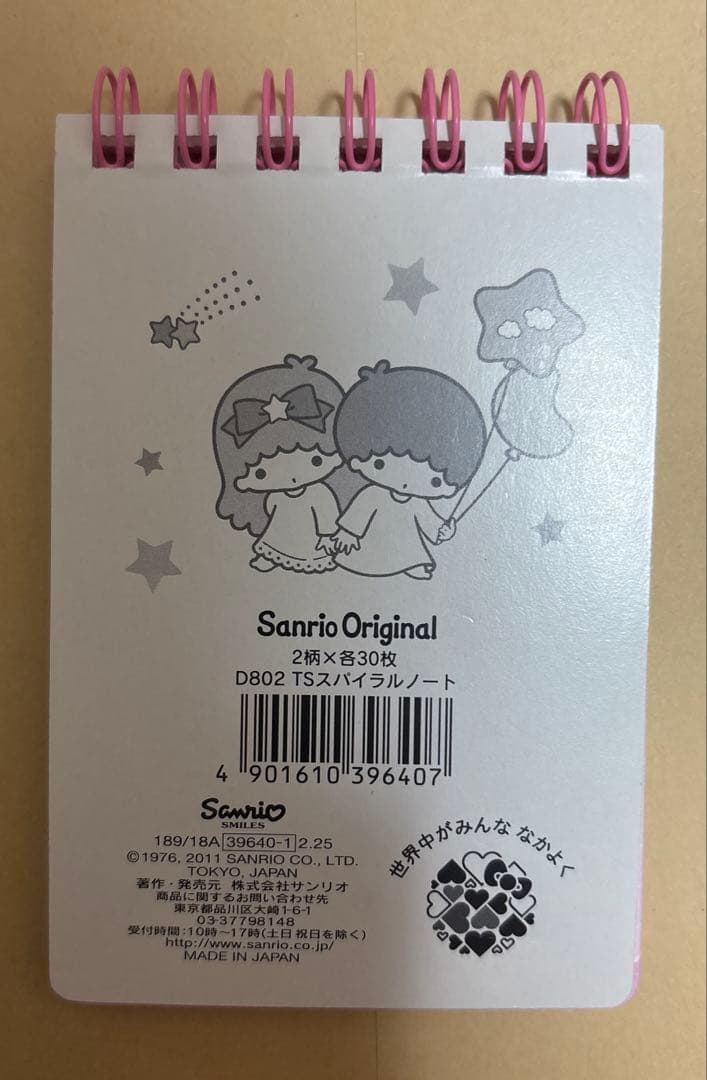 Sanrio Original
2柄×各30枚
D802 TSスパイラルノート
4 901610 396407
Sanrio
SMILES
189/18A 39640-1 2.25
©1976, 2011 SANRIO CO., LTD.
TOKYO, JAPAN
著作・発売元 株式会社サンリオ
商品に関するお問い合わせ先
東京都品川区大崎1-6-1
03-37798148
受付時間:10時～17時(土日 祝日を除く)
http://www.sanrio.co.jp/
MADE IN JAPAN
世界中がみんな なかよく